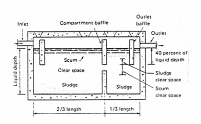 Compartment baffle
Outlet
baffle
Inlet
Outlet
40 percent of
liquid depth
Scum
Clear space
Sludge
clear space
Liquid depth
Sludge
Sludge
Scum
clear space
2/3 length
1/3 length